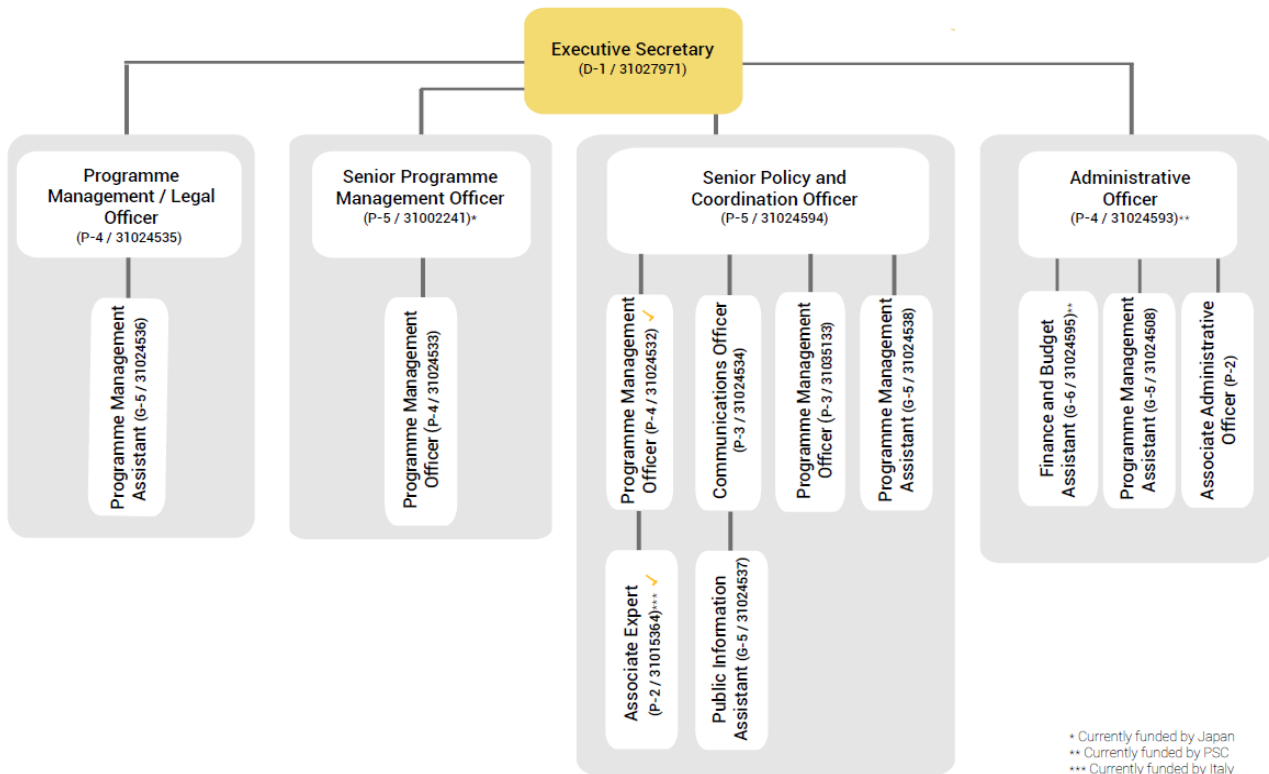 Executive Secretary
(D-1 / 31027971)
Programme
Management / Legal
Officer
(P-4 / 31024535)
Programme Management
Assistant (G-5 / 31024536)
Senior Programme
Management Officer
(P-5 / 31002241)*
Programme Management
Officer (P-4 / 31024533)
Senior Policy and
Coordination Officer
(P-5 / 31024594)
Programme Management
Officer (P-4 / 31024532) ✓
Associate Expert
(P-2 / 31015364)*** ✓
Communications Officer
(P-3 / 31024534)
Public Information
Assistant (G-5 / 31024537)
Programme Management
Officer (P-3 / 31035133)
Programme Management
Assistant (G-5 / 31024538)
Administrative
Officer
(P-4 / 31024593)**
Finance and Budget
Assistant (G-6 / 31024595)**
Programme Management
Assistant (G-5 / 31024508)
Associate Administrative
Officer (P-2)
* Currently funded by Japan
** Currently funded by PSC
*** Currently funded by Italy